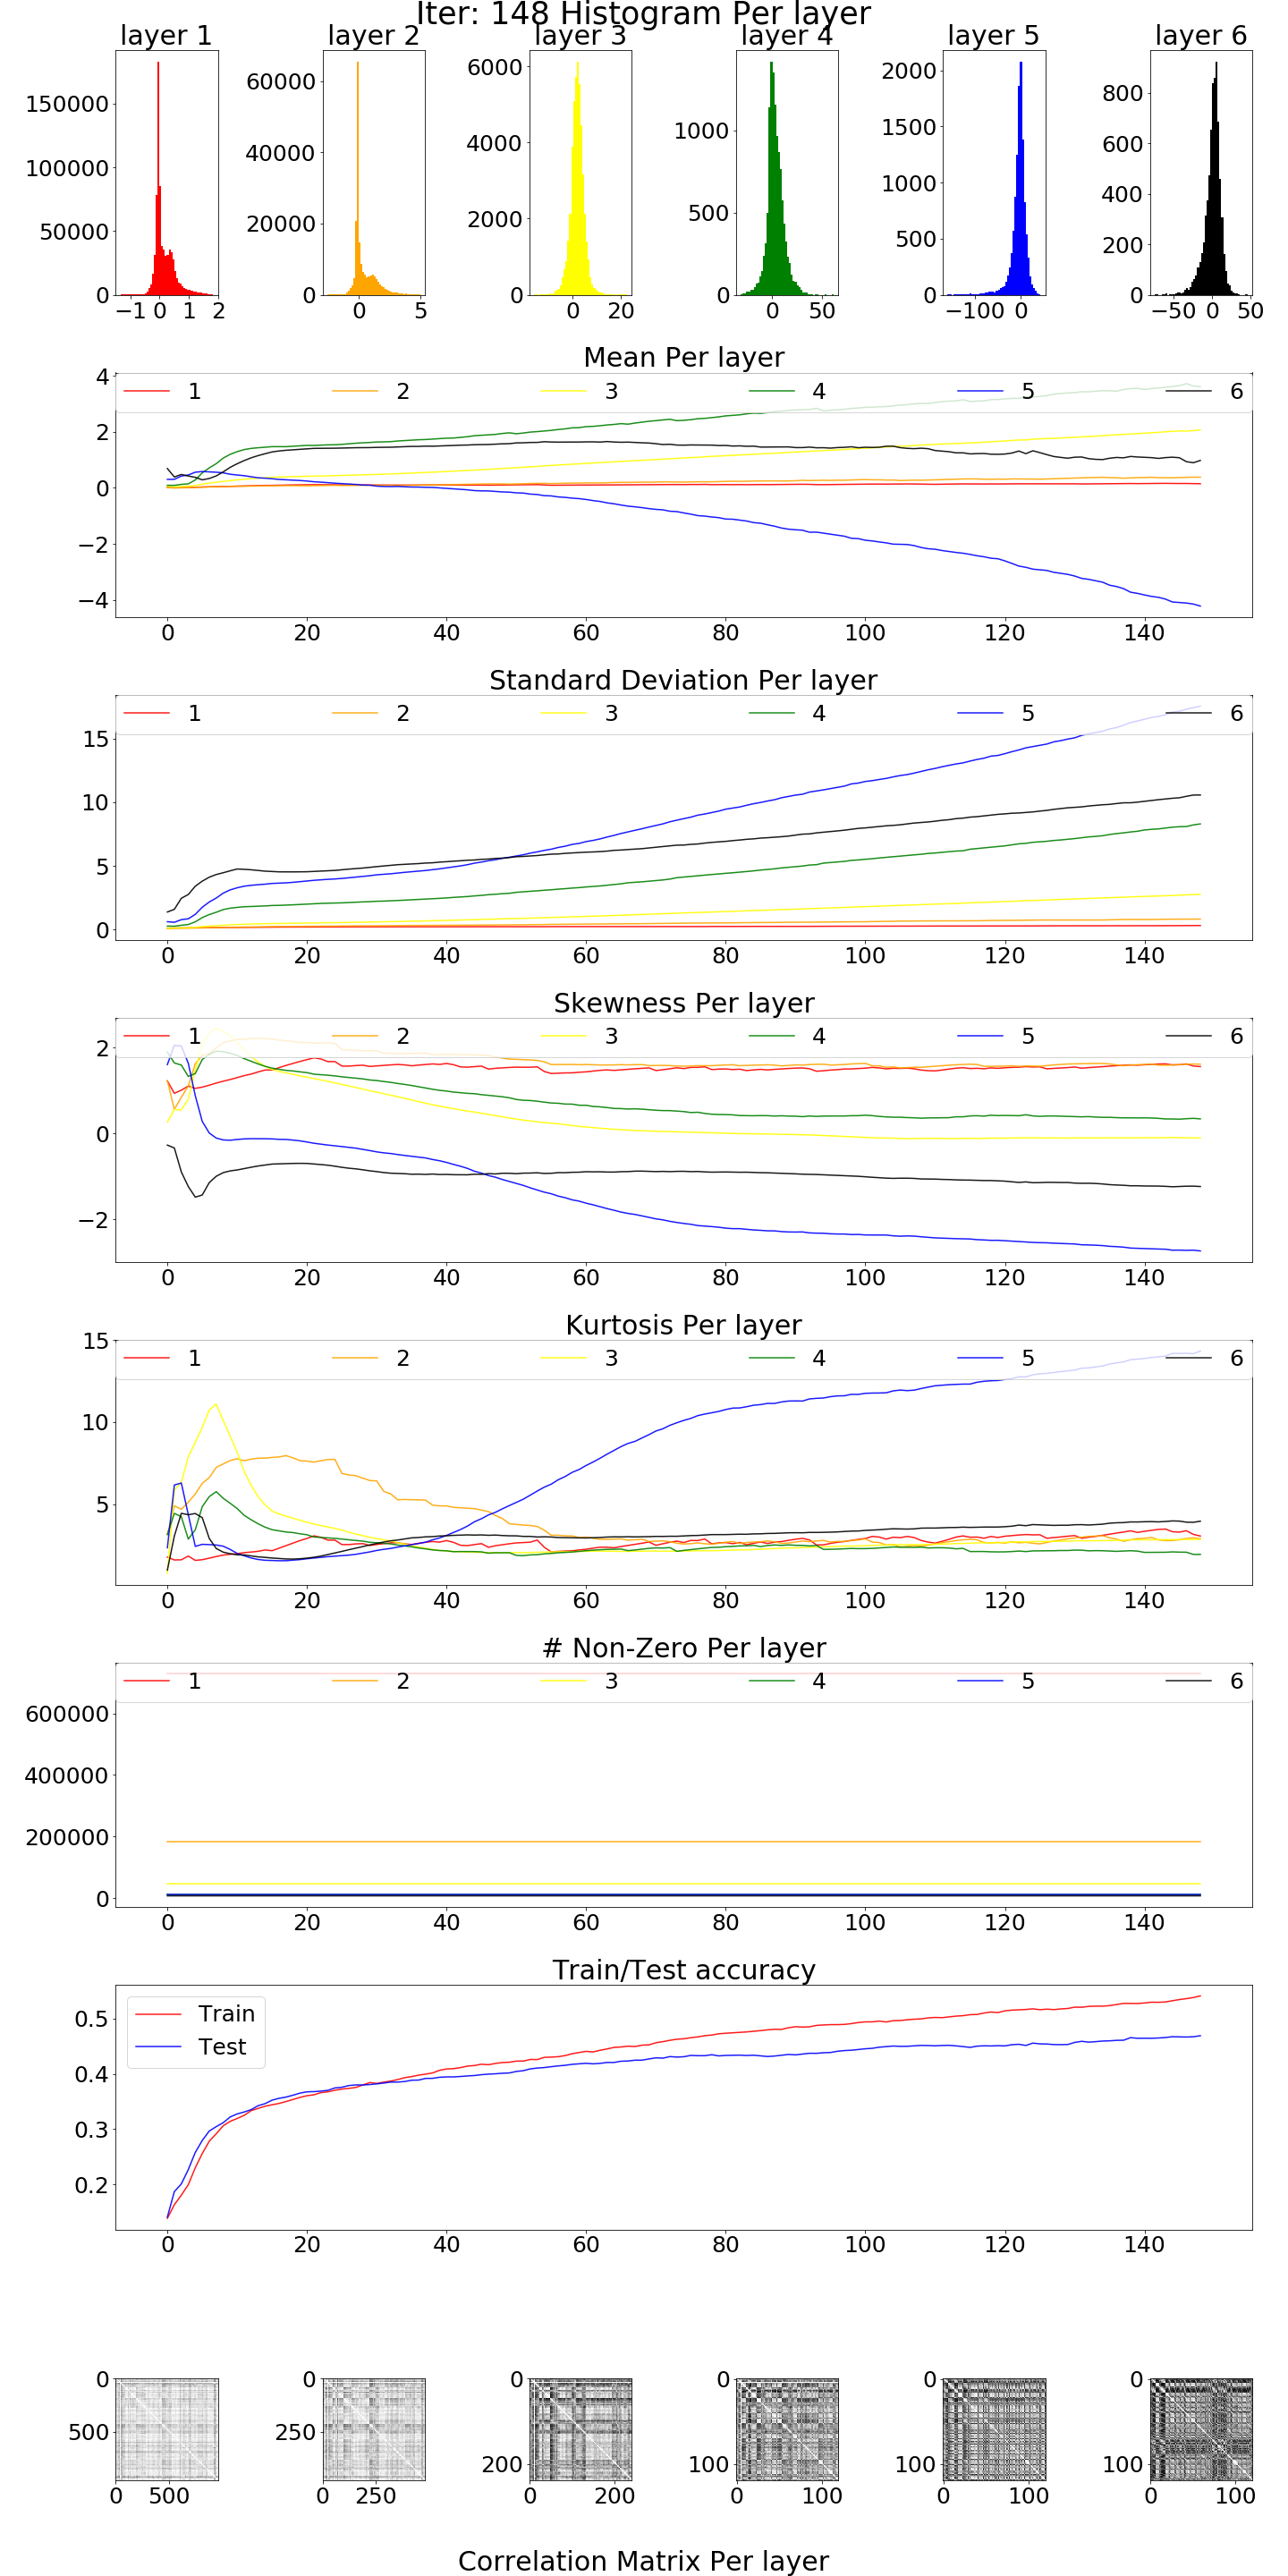 Iter: 148 Histogram Per layer
layer 1 layer 2 layer 3 layer 4 layer 5 layer 6
150000 100000 50000 0 −1 0 1 2
60000 40000 20000 0 0 5
6000 4000 2000 0 0 20
1000 500 0 0 50
2000 1500 1000 500 0 −100 0
800 600 400 200 0 −50 0 50
Mean Per layer
1 2 3 4 5 6
4
2
0
−2
−4
0 20 40 60 80 100 120 140
Standard Deviation Per layer
1 2 3 4 5 6
15
10
5
0
0 20 40 60 80 100 120 140
Skewness Per layer
1 2 3 4 5 6
2
0
−2
0 20 40 60 80 100 120 140
Kurtosis Per layer
1 2 3 4 5 6
15
10
5
0 20 40 60 80 100 120 140
# Non-Zero Per layer
1 2 3 4 5 6
600000
400000
200000
0
0 20 40 60 80 100 120 140
Train/Test accuracy
Train
Test
0.5
0.4
0.3
0.2
0 20 40 60 80 100 120 140
0 500 0 500
0 250 0 250
0 200 0 200
0 100 0 100
0 100 0 100
0 100 0 100
Correlation Matrix Per layer